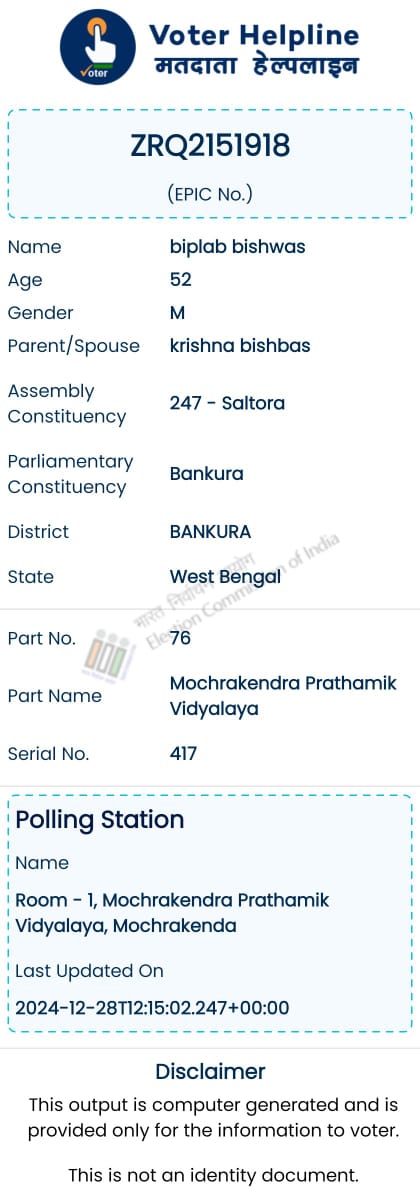 Voter Helpline
मतदाता हेल्पलाइन
Voter
ZRQ2151918
(EPIC No.)
Name biplab bishwas
Age 52
Gender M
Parent/Spouse krishna bishbas
Assembly
Constituency 247 - Saltora
Parliamentary
Constituency Bankura
District BANKURA
State West Bengal
भारत निर्वाचन आयोग
Election Commission of India
Part No. 76
Part Name Mochrakendra Prathamik
Vidyalaya
Serial No. 417
Polling Station
Name
Room - 1, Mochrakendra Prathamik
Vidyalaya, Mochrakenda
Last Updated On
2024-12-28T12:15:02.247+00:00
Disclaimer
This output is computer generated and is
provided only for the information to voter.
This is not an identity document.